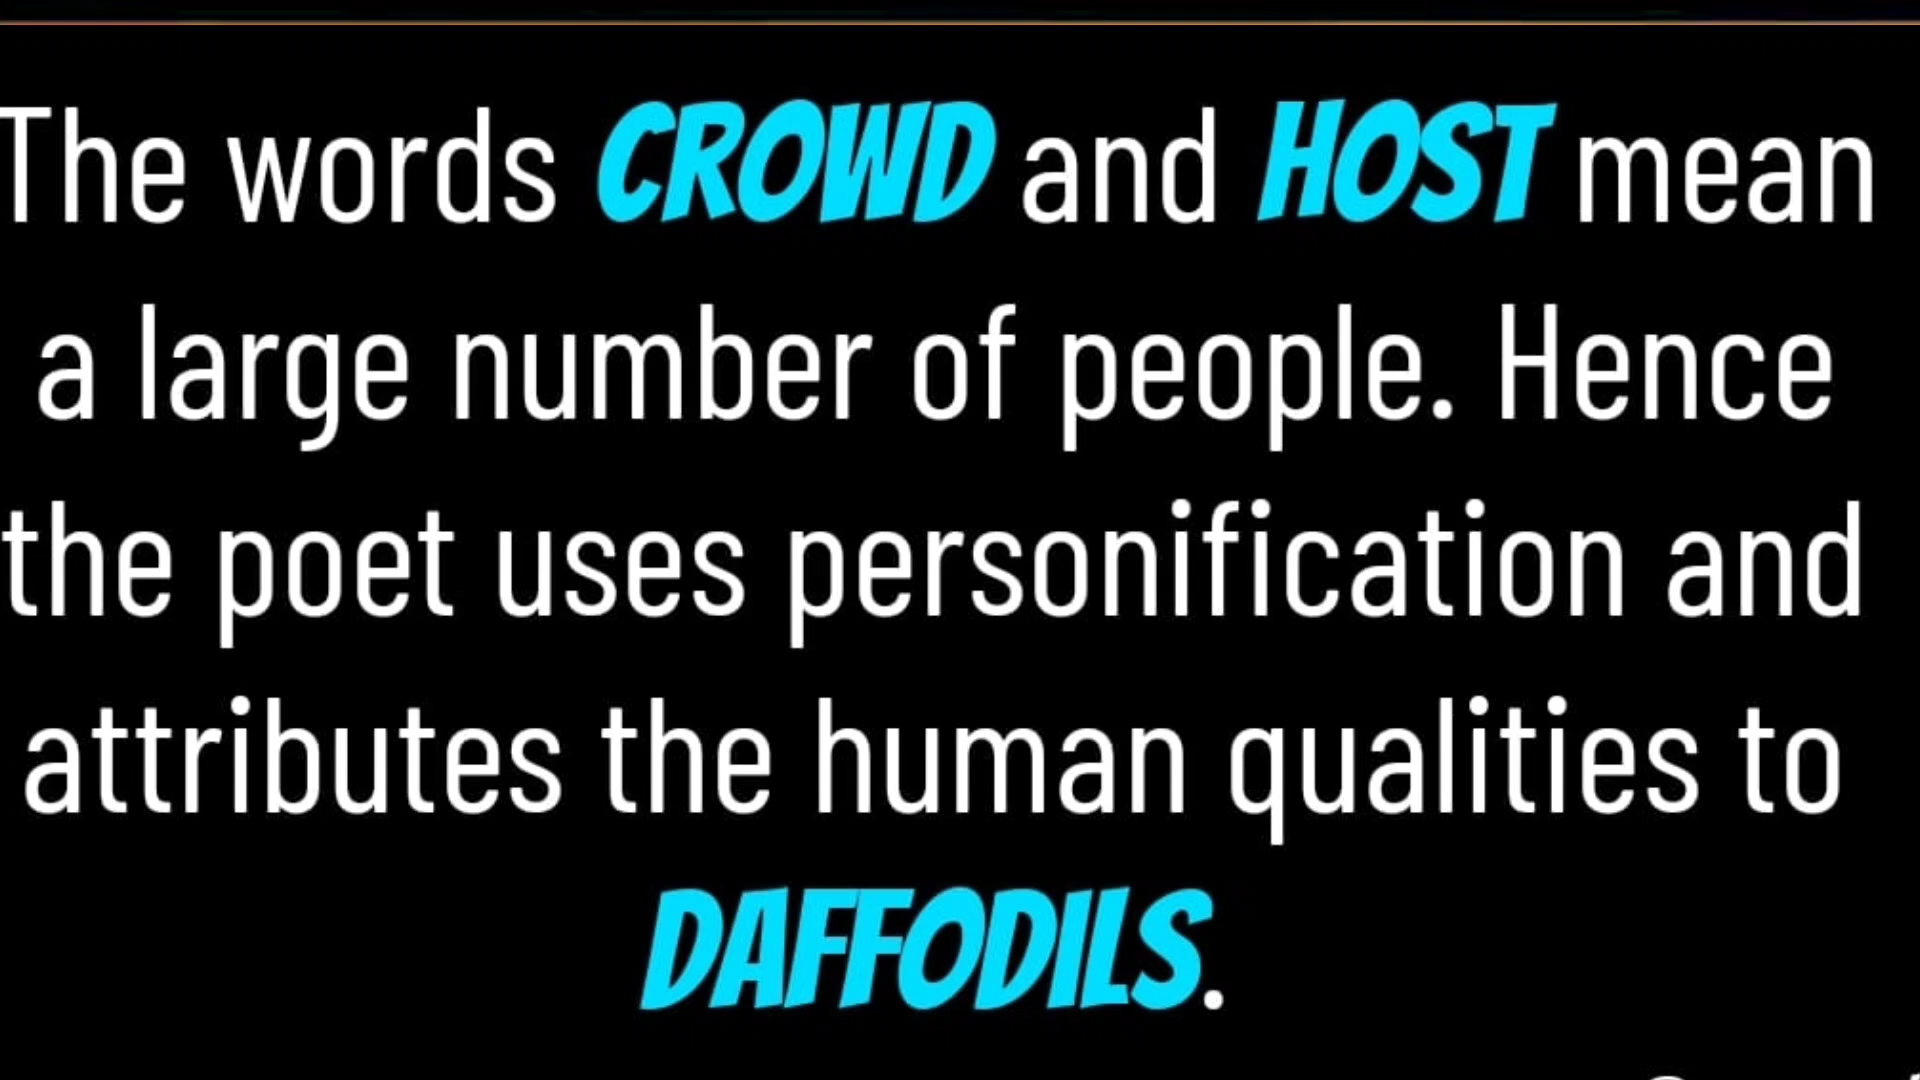 The words CROWD and HOST mean
a large number of people. Hence
the poet uses personification and
attributes the human qualities to
DAFFODILS.